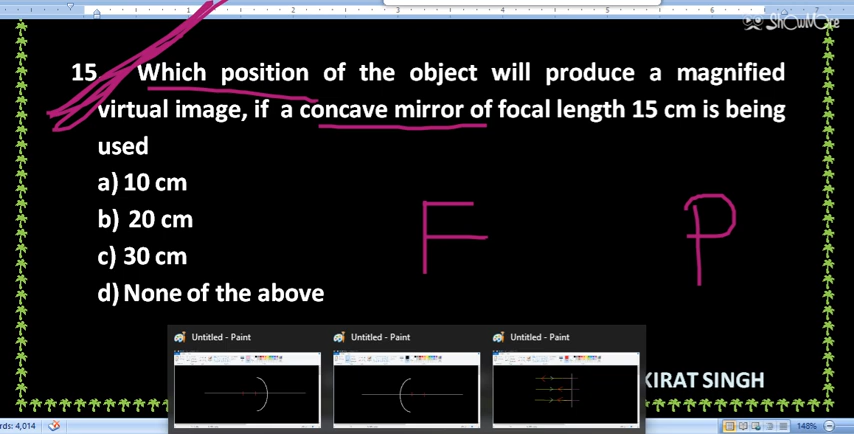 ShowMore
15. Which position of the object will produce a magnified
virtual image, if a concave mirror of focal length 15 cm is being
used
a) 10 cm
b) 20 cm
c) 30 cm
d) None of the above
F P
Untitled - Paint Untitled - Paint Untitled - Paint
KIRAT SINGH
rds: 4,014 148%